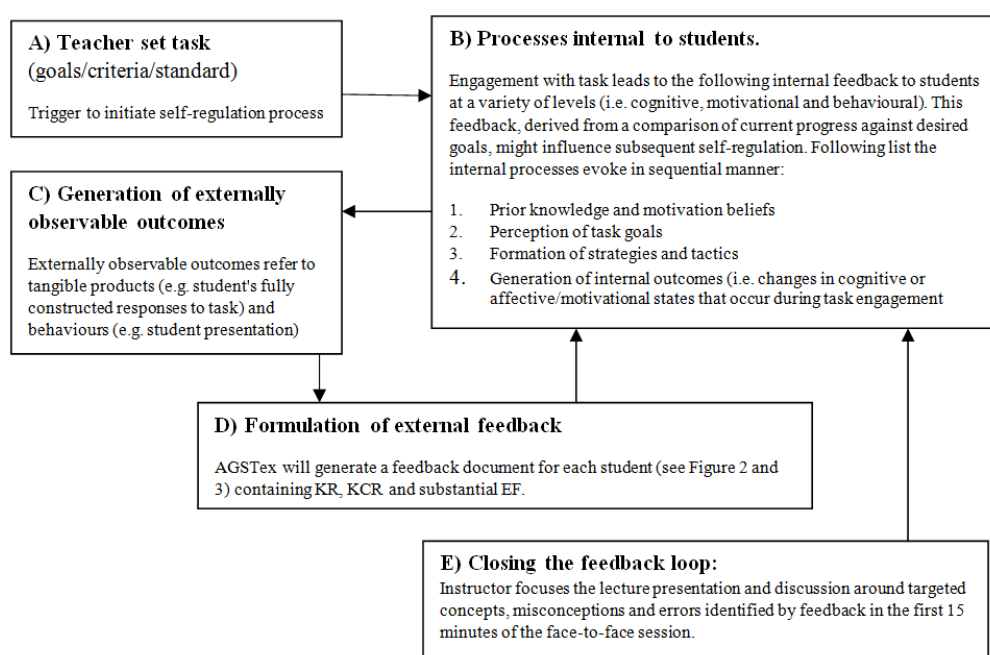 A) Teacher set task
(goals/criteria/standard)
Trigger to initiate self-regulation process
B) Processes internal to students.
Engagement with task leads to the following internal feedback to students
at a variety of levels (i.e. cognitive, motivational and behavioural). This
feedback, derived from a comparison of current progress against desired
goals, might influence subsequent self-regulation. Following list the
internal processes evoke in sequential manner:
1. Prior knowledge and motivation beliefs
2. Perception of task goals
3. Formation of strategies and tactics
4. Generation of internal outcomes (i.e. changes in cognitive or
affective/motivational states that occur during task engagement
C) Generation of externally
observable outcomes
Externally observable outcomes refer to
tangible products (e.g. student's fully
constructed responses to task) and
behaviours (e.g. student presentation)
D) Formulation of external feedback
AGSTex will generate a feedback document for each student (see Figure 2 and
3) containing KR, KCR and substantial EF.
E) Closing the feedback loop:
Instructor focuses the lecture presentation and discussion around targeted
concepts, misconceptions and errors identified by feedback in the first 15
minutes of the face-to-face session.